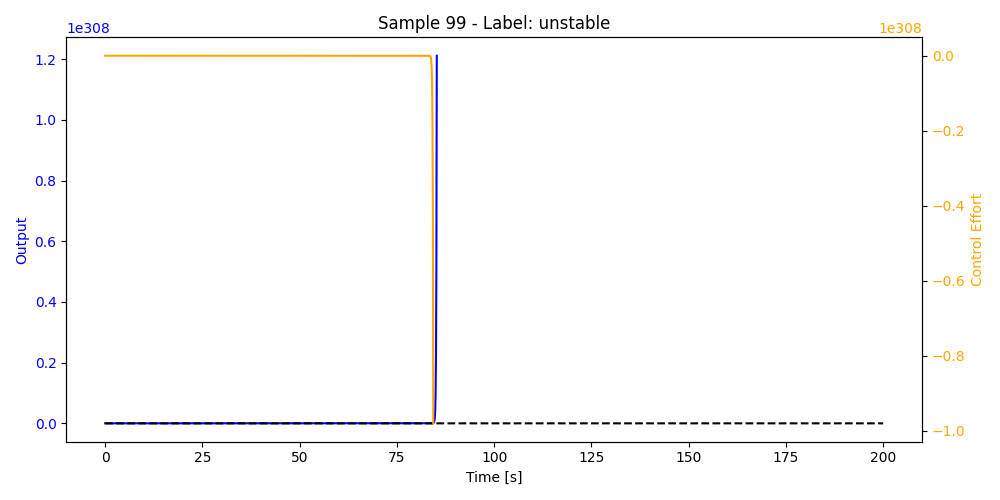 Sample 99 - Label: unstable
1e308
1e308
1.2
1.0
0.8
0.6
0.4
0.2
0.0
Output
0.0
−0.2
−0.4
−0.6
−0.8
−1.0
Control Effort
0 25 50 75 100 125 150 175 200
Time [s]